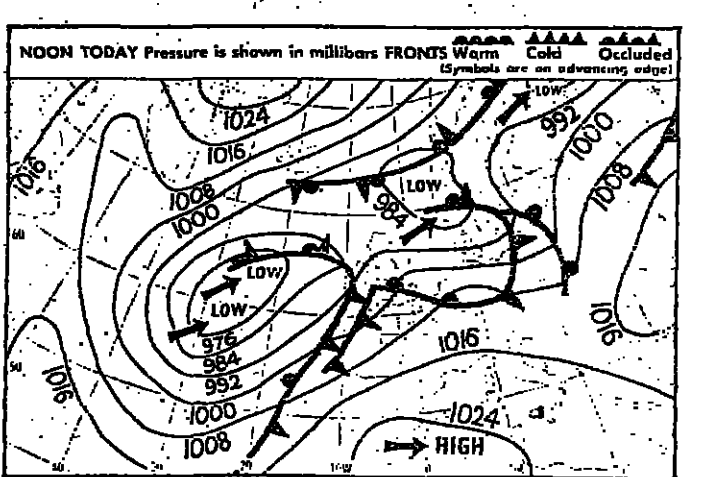 NOON TODAY Pressure is shown in millibars FRONTS Warm Cold Occluded
(Symbols are on advancing edge)
LOW
1024
992
1016
1000
1016
1008
1008
LOW
1000
984
60
LOW
LOW
976
1016
984
1016
50
1016
992
1000
1024
1008
HIGH